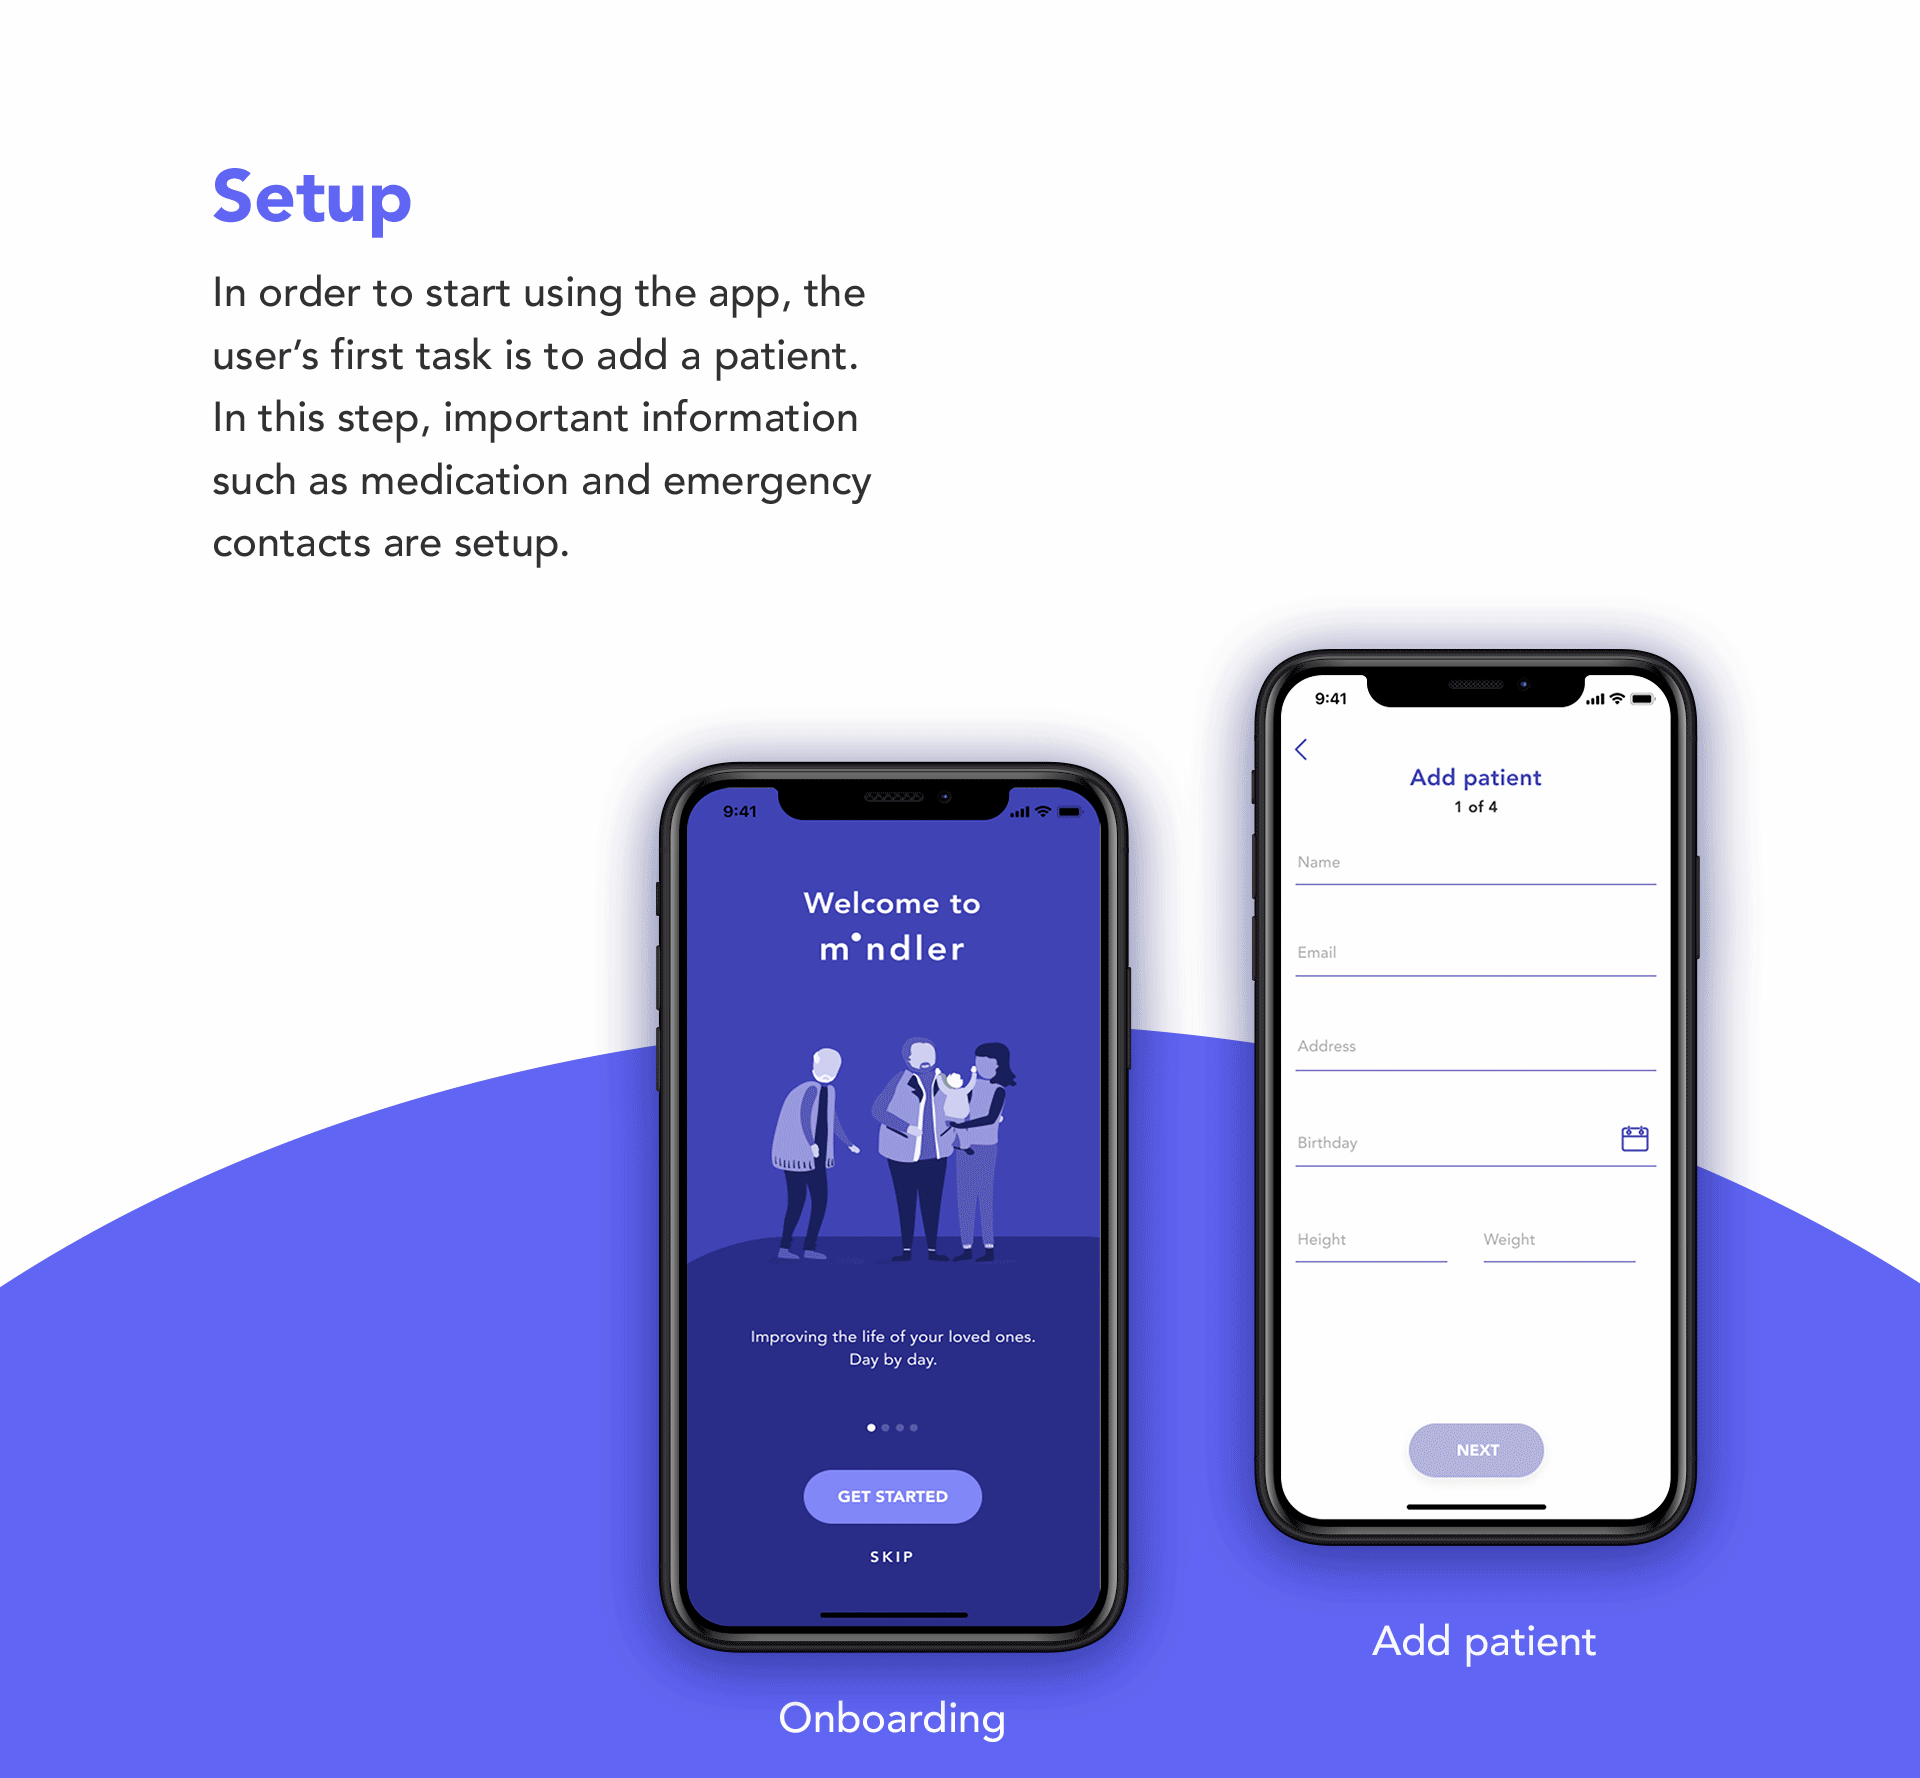 Setup
In order to start using the app, the
user’s first task is to add a patient.
In this step, important information
such as medication and emergency
contacts are setup.
9:41
Welcome to
mindler
Improving the life of your loved ones.
Day by day.
GET STARTED
SKIP
Onboarding
9:41
Add patient
1 of 4
Name
Email
Address
Birthday
Height Weight
NEXT
Add patient